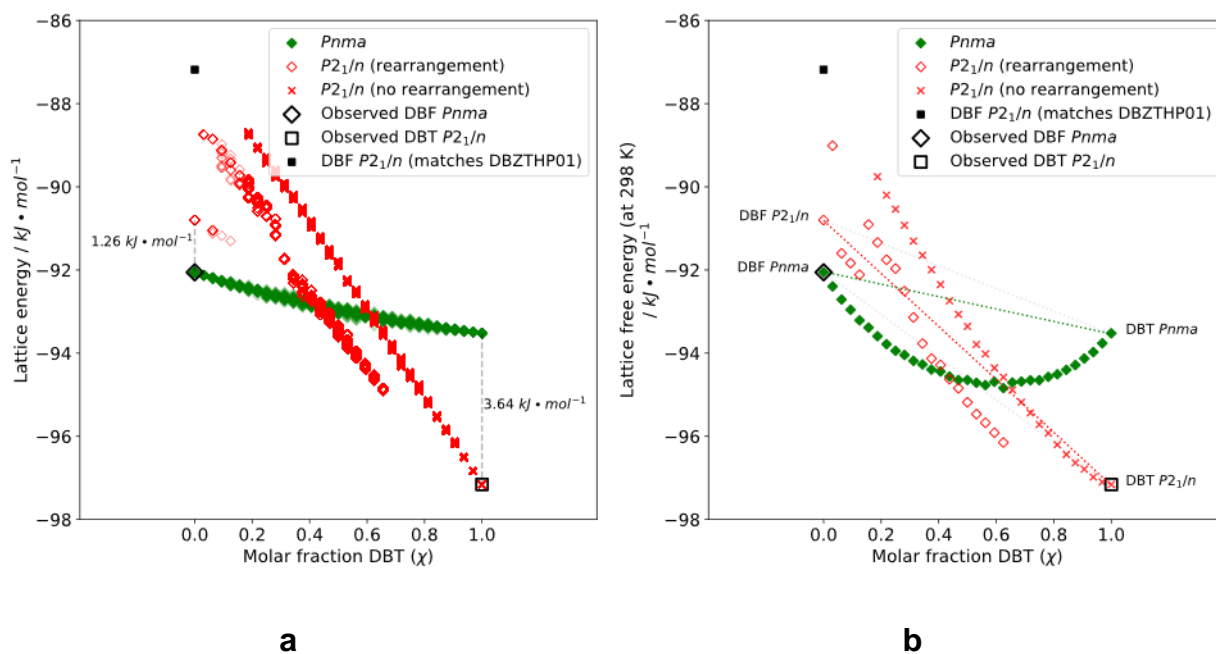 −86
−88
−90
−92
−94
−96
−98
Lattice energy / kJ • mol⁻¹
Pnma
P2₁/n (rearrangement)
P2₁/n (no rearrangement)
Observed DBF Pnma
Observed DBT P2₁/n
DBF P2₁/n (matches DBZTHP01)
1.26 kJ • mol⁻¹
3.64 kJ • mol⁻¹
0.0 0.2 0.4 0.6 0.8 1.0
Molar fraction DBT (χ)
a
−86
−88
−90
−92
−94
−96
−98
Lattice free energy (at 298 K)
/ kJ • mol⁻¹
Pnma
P2₁/n (rearrangement)
P2₁/n (no rearrangement)
DBF P2₁/n (matches DBZTHP01)
Observed DBF Pnma
Observed DBT P2₁/n
DBF P2₁/n
DBF Pnma
DBT Pnma
DBT P2₁/n
0.0 0.2 0.4 0.6 0.8 1.0
Molar fraction DBT (χ)
b